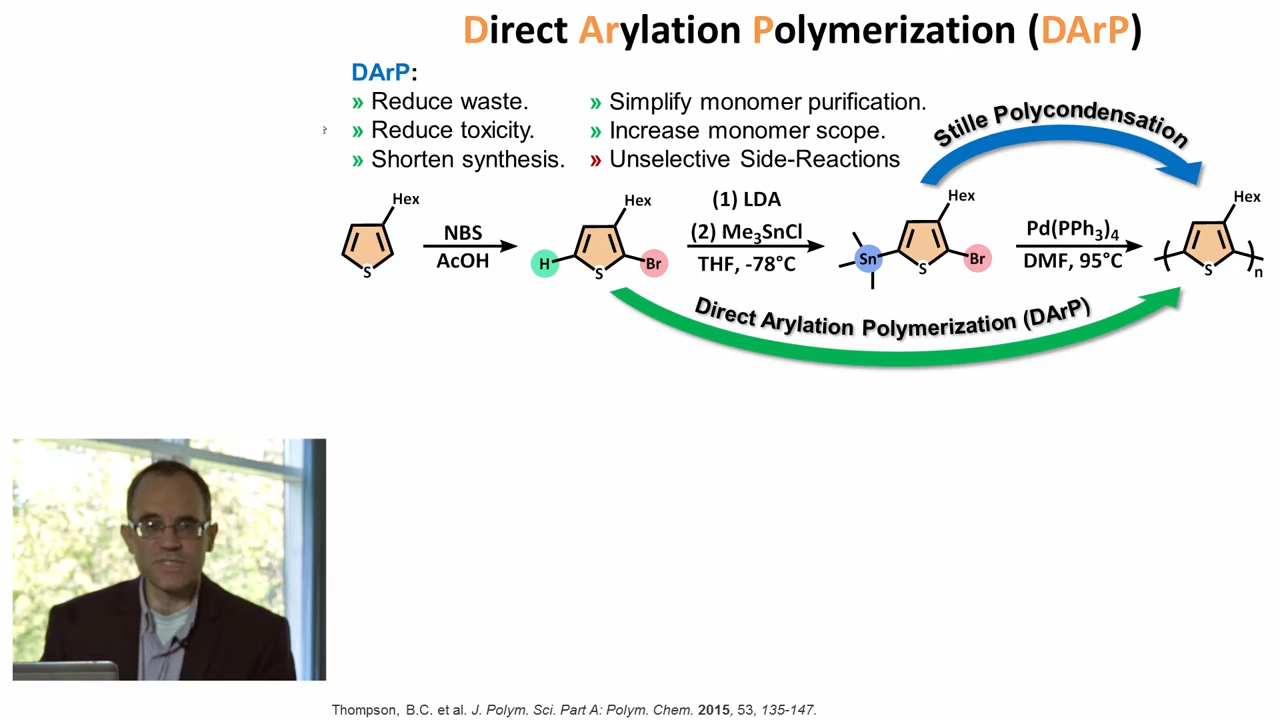 Direct Arylation Polymerization (DArP)
DArP:
» Reduce waste.
» Reduce toxicity.
» Shorten synthesis.
» Simplify monomer purification.
» Increase monomer scope.
» Unselective Side-Reactions
Stille Polycondensation
Hex
S
NBS
AcOH
Hex
H
S
Br
(1) LDA
(2) Me₃SnCl
THF, -78°C
Hex
Sn
S
Br
Pd(PPh₃)₄
DMF, 95°C
Hex
S
n
Direct Arylation Polymerization (DArP)
Thompson, B.C. et al. J. Polym. Sci. Part A: Polym. Chem. 2015, 53, 135-147.